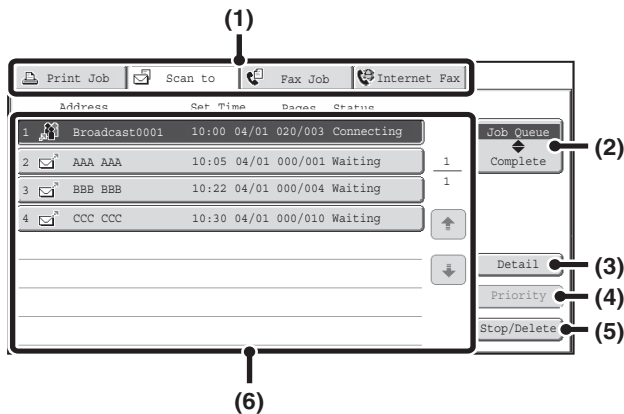 (1)
Print Job Scan to Fax Job Internet Fax
Address Set Time Pages Status
1 Broadcast0001 10:00 04/01 020/003 Connecting
2 AAA AAA 10:05 04/01 000/001 Waiting
3 BBB BBB 10:22 04/01 000/004 Waiting
4 CCC CCC 10:30 04/01 000/010 Waiting
1
1
Job Queue
Complete
(2)
Detail
(3)
Priority
(4)
Stop/Delete
(5)
(6)